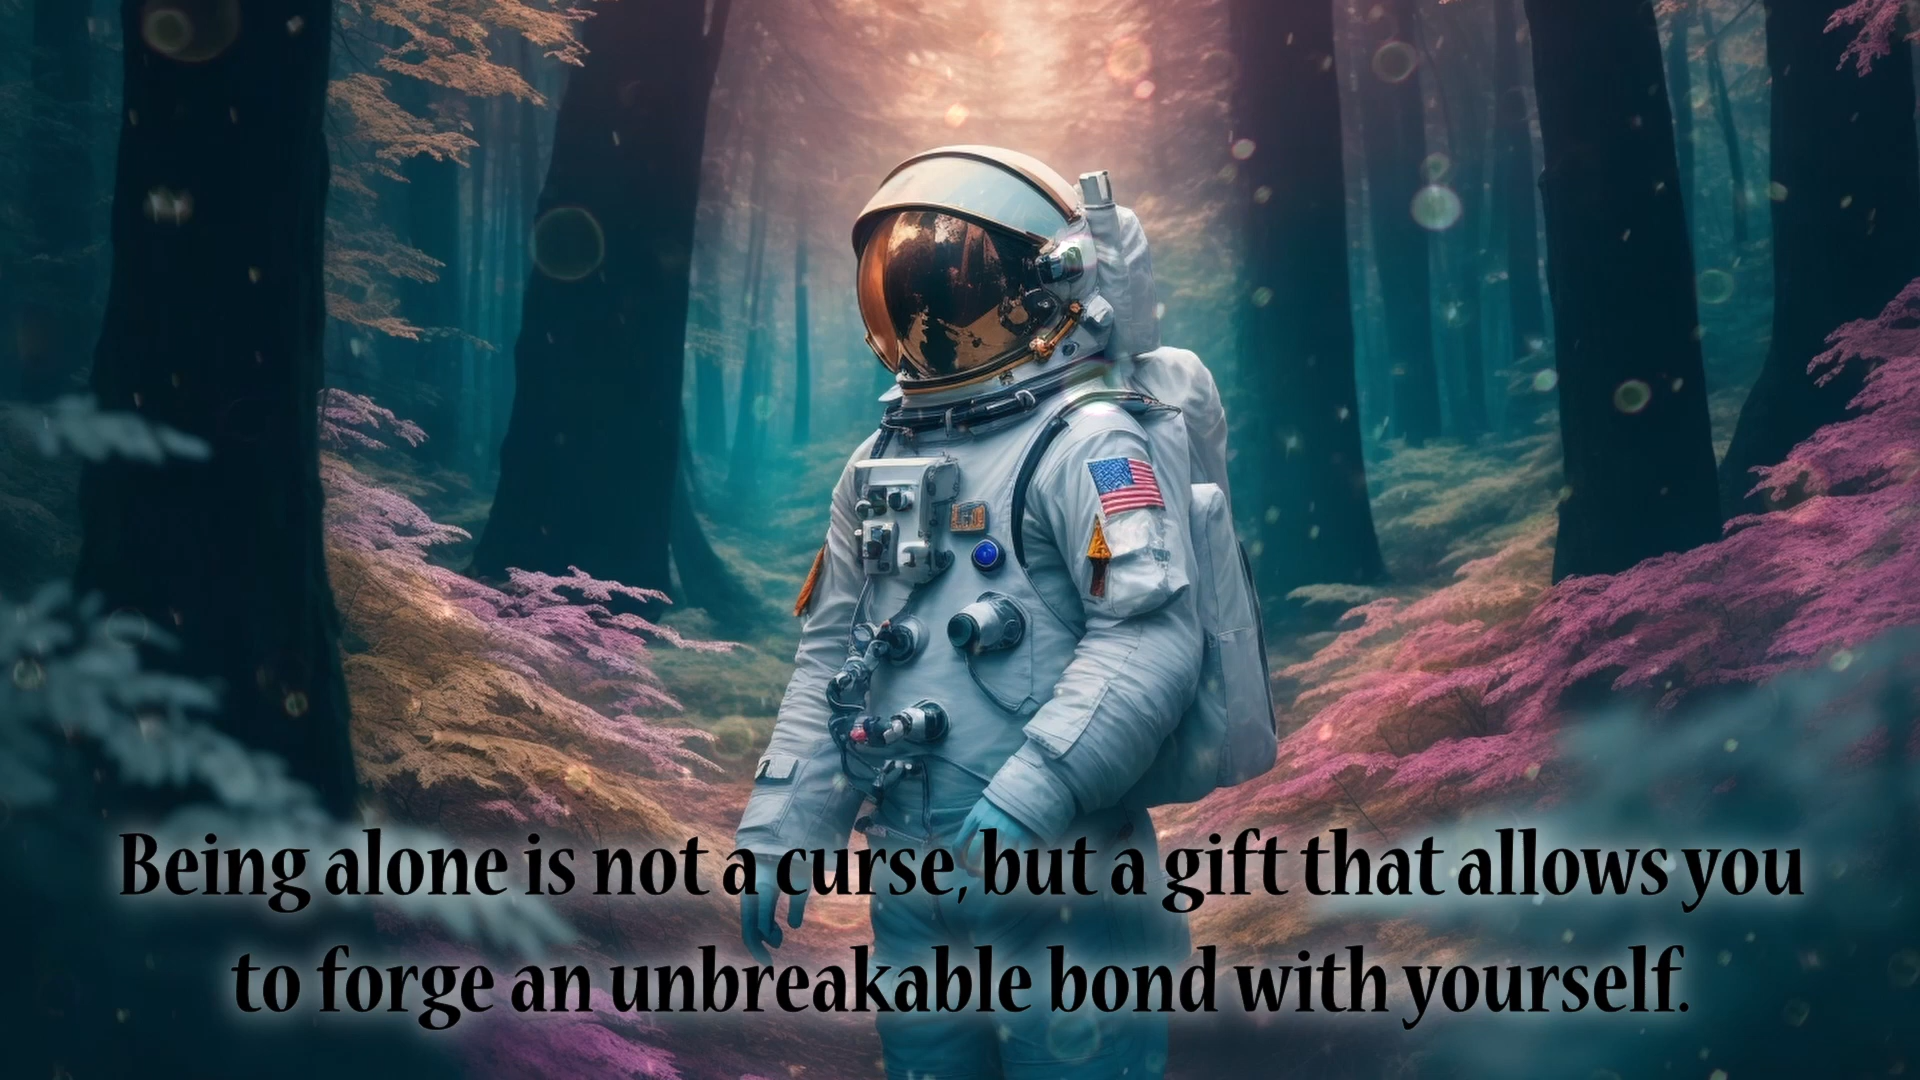 Being alone is not a curse, but a gift that allows you
to forge an unbreakable bond with yourself.